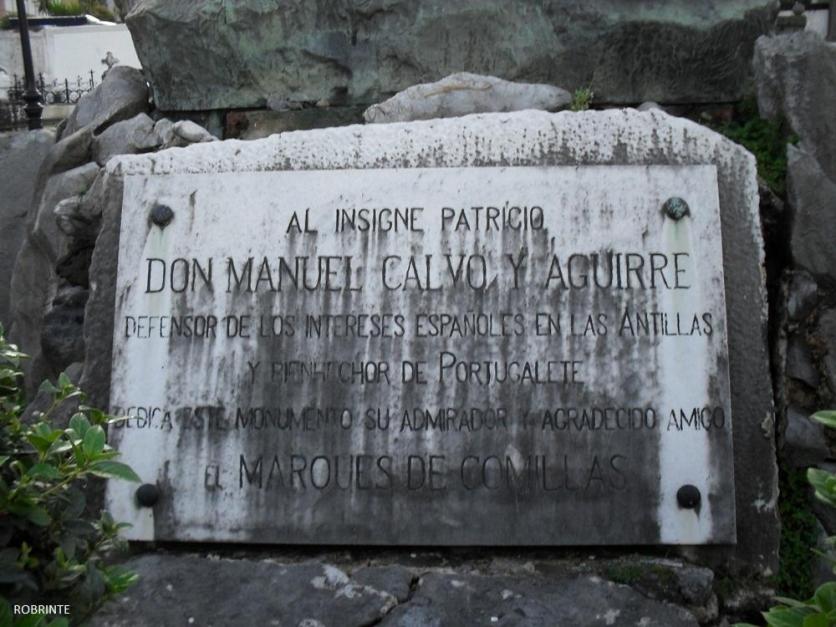 AL INSIGNE PATRICIO
DON MANUEL CALVO Y AGUIRRE
DEFENSOR DE LOS INTERESES ESPAÑOLES EN LAS ANTILLAS
Y BIENHECHOR DE PORTUGALETE
DEDICA ESTE MONUMENTO SU ADMIRADOR Y AGRADECIDO AMIGO
EL MARQUES DE COMILLAS
ROBRINTE